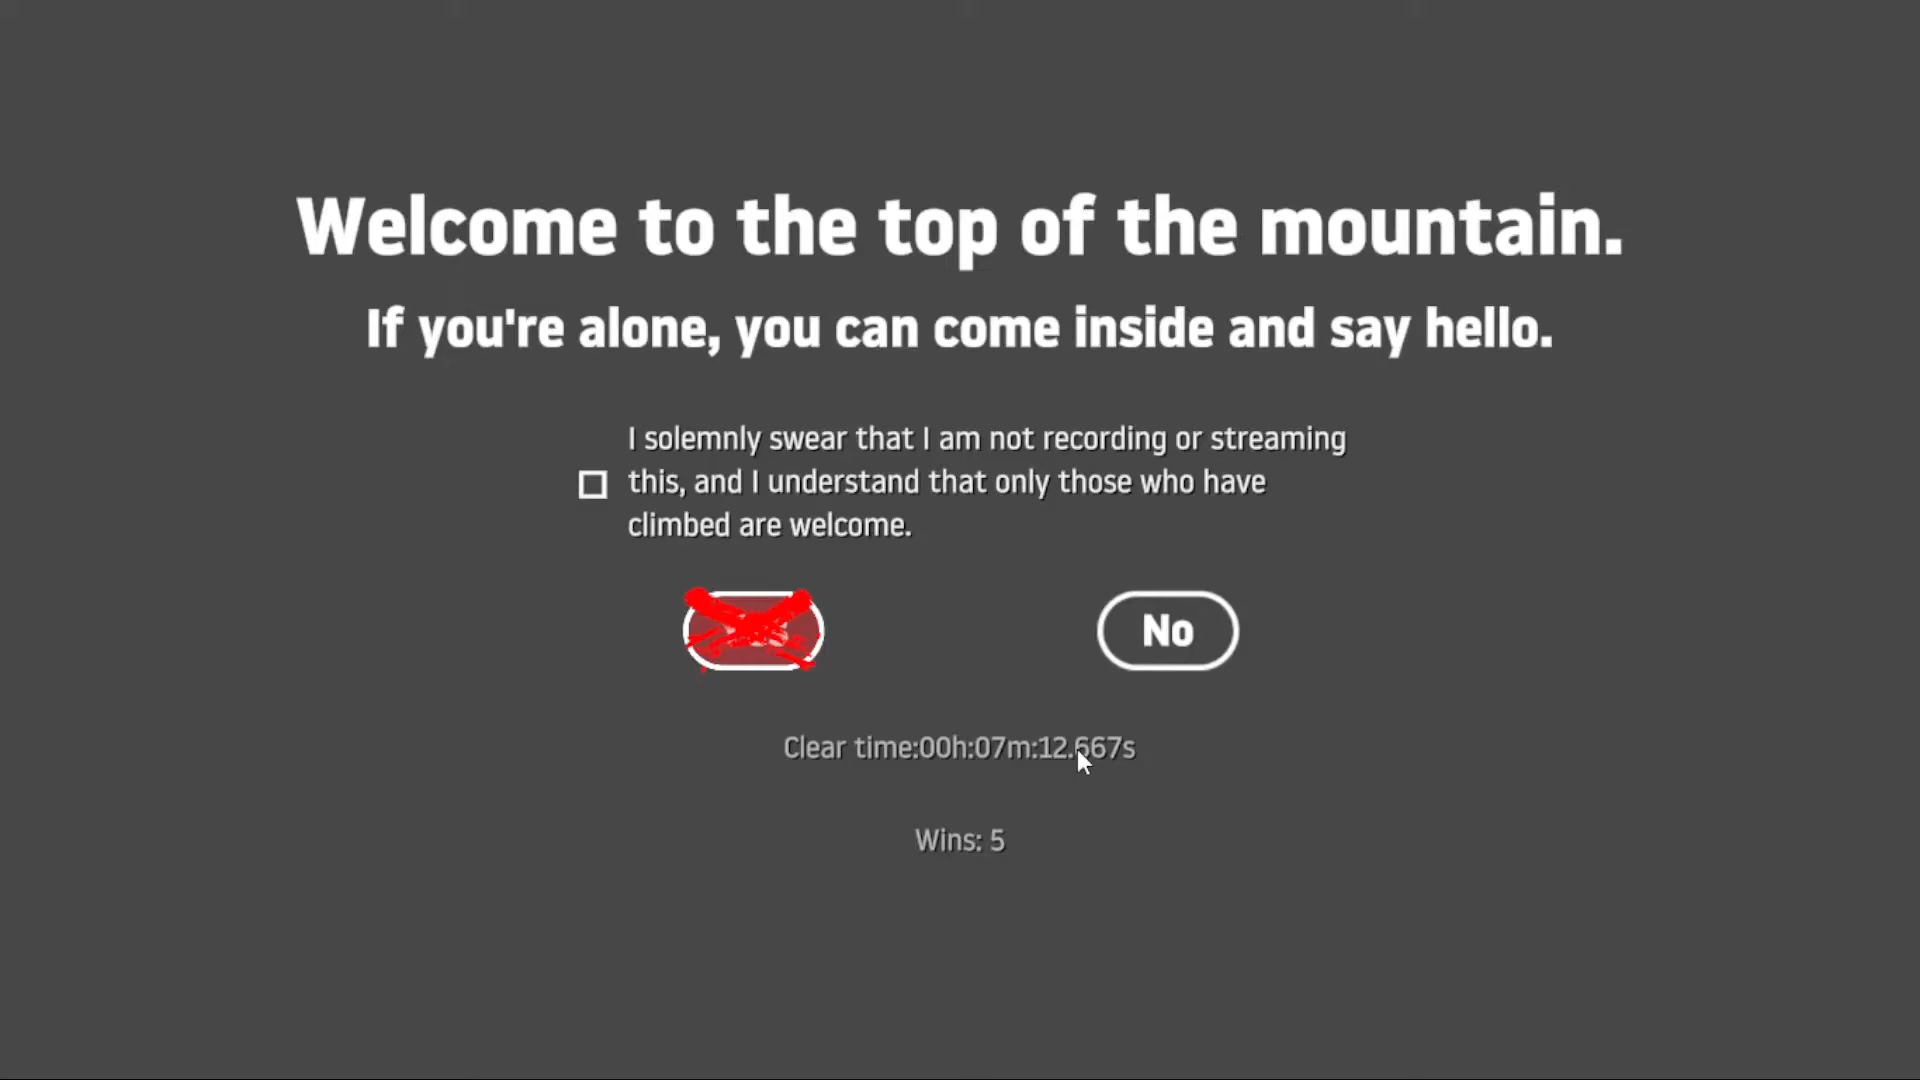 Welcome to the top of the mountain.
If you're alone, you can come inside and say hello.
I solemnly swear that I am not recording or streaming
this, and I understand that only those who have
climbed are welcome.
No
Clear time:00h:07m:12.667s
Wins: 5